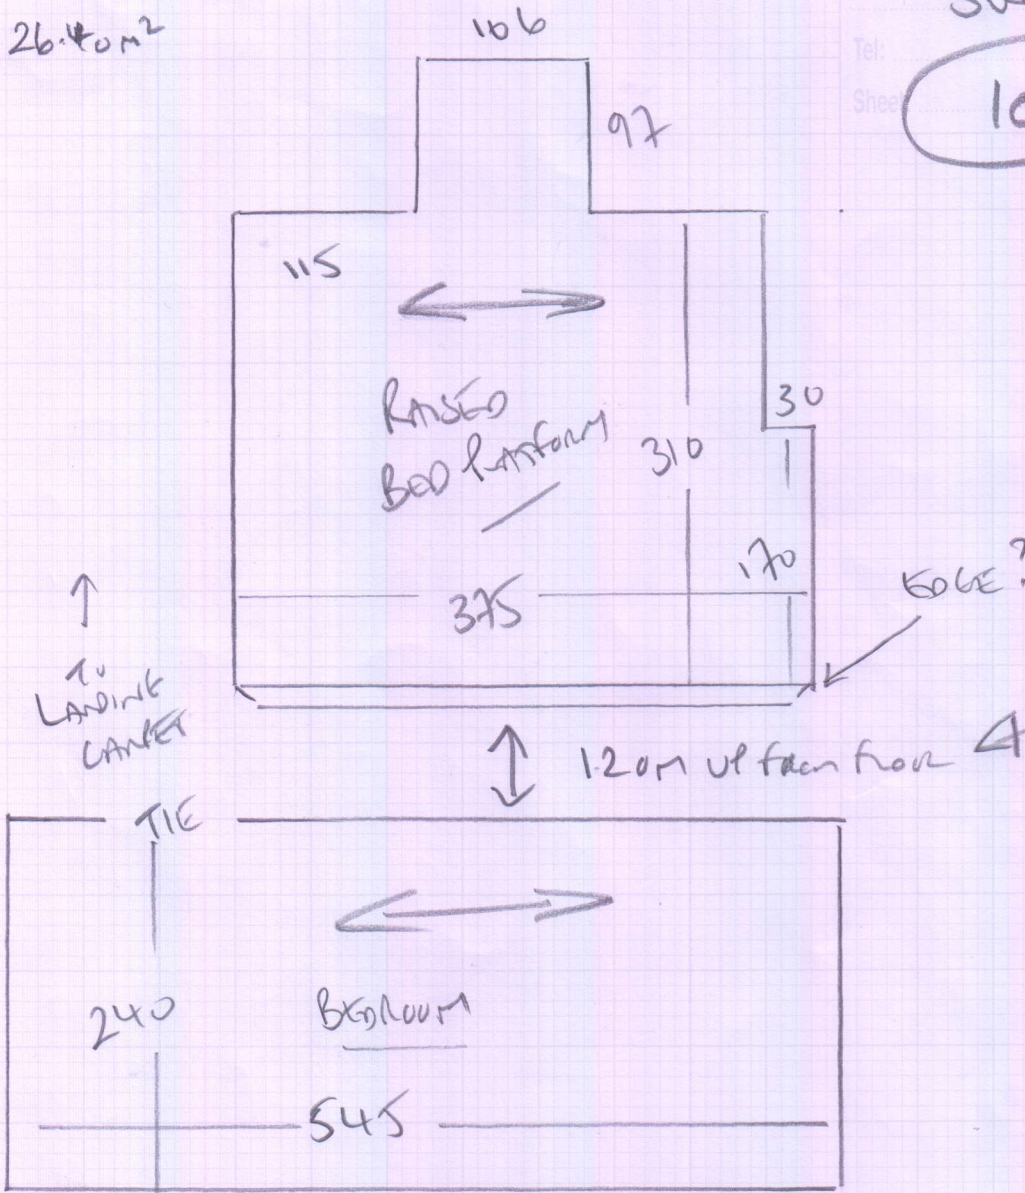 26.40m²
106
Tel:
Sheet
97
115
RAISED
BED PLATFORM
30
310
170
375
EDGE ?
TO
LANDING
CARPET
1.20m UP from floor
TIE
240
BEDROOM
545